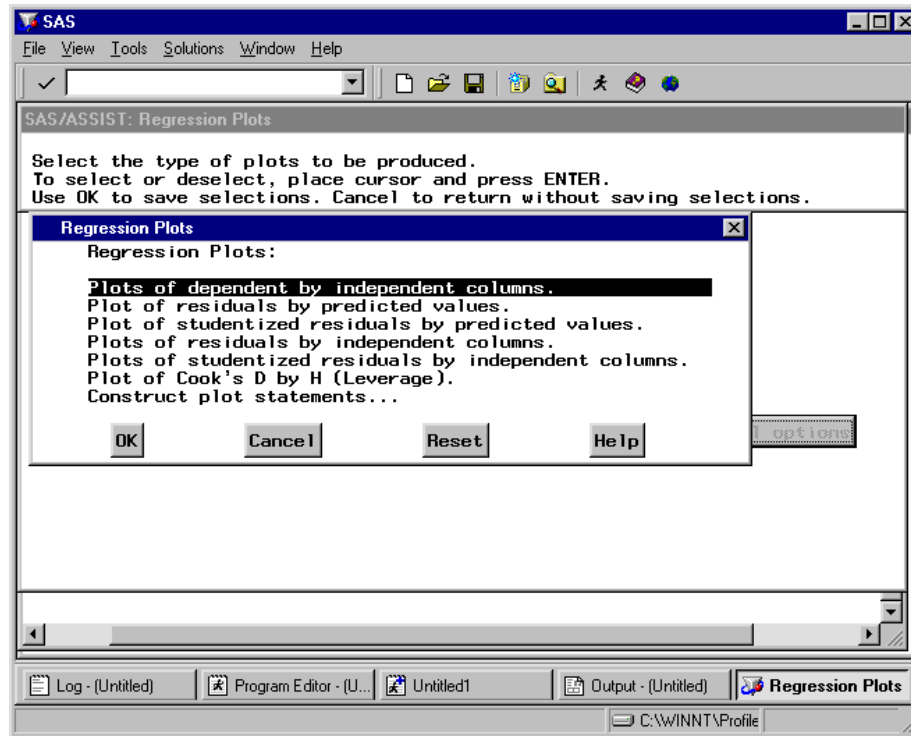 SAS
File View Tools Solutions Window Help
SAS/ASSIST: Regression Plots
Select the type of plots to be produced.
To select or deselect, place cursor and press ENTER.
Use OK to save selections. Cancel to return without saving selections.
Regression Plots
Regression Plots:
Plots of dependent by independent columns.
Plot of residuals by predicted values.
Plot of studentized residuals by predicted values.
Plots of residuals by independent columns.
Plots of studentized residuals by independent columns.
Plot of Cook's D by H (Leverage).
Construct plot statements...
OK Cancel Reset Help
options
Log - (Untitled) Program Editor - (U... Untitled1 Output - (Untitled) Regression Plots
C:\WINNT\Profile